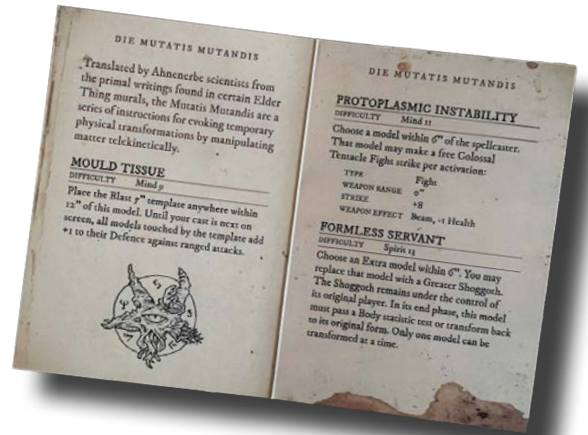 DIE MUTATIS MUTANDIS
Translated by Ahnenerbe scientists from
the primal writings found in certain Elder
Thing murals, the Mutatis Mutandis are a
series of instructions for evoking temporary
physical transformations by manipulating
matter telekinetically.
MOULD TISSUE
DIFFICULTY Mind 9
Place the Blast 7" template anywhere within
12" of this model. Until your cast is next on
screen, all models touched by the template add
+1 to their Defence against ranged attacks.
DIE MUTATIS MUTANDIS
PROTOPLASMIC INSTABILITY
DIFFICULTY Mind 11
Choose a model within 6" of the spellcaster.
That model may make a free Colossal
Tentacle Fight strike per activation:
TYPE Fight
WEAPON RANGE 0"
STRIKE +8
WEAPON EFFECT Beam, -1 Health
FORMLESS SERVANT
DIFFICULTY Spirit 13
Choose an Extra model within 6". You may
replace that model with a Greater Shoggoth.
The Shoggoth remains under the control of
its original player. In its end phase, this model
must pass a Body statistic test or transform back
to its original form. Only one model can be
transformed at a time.